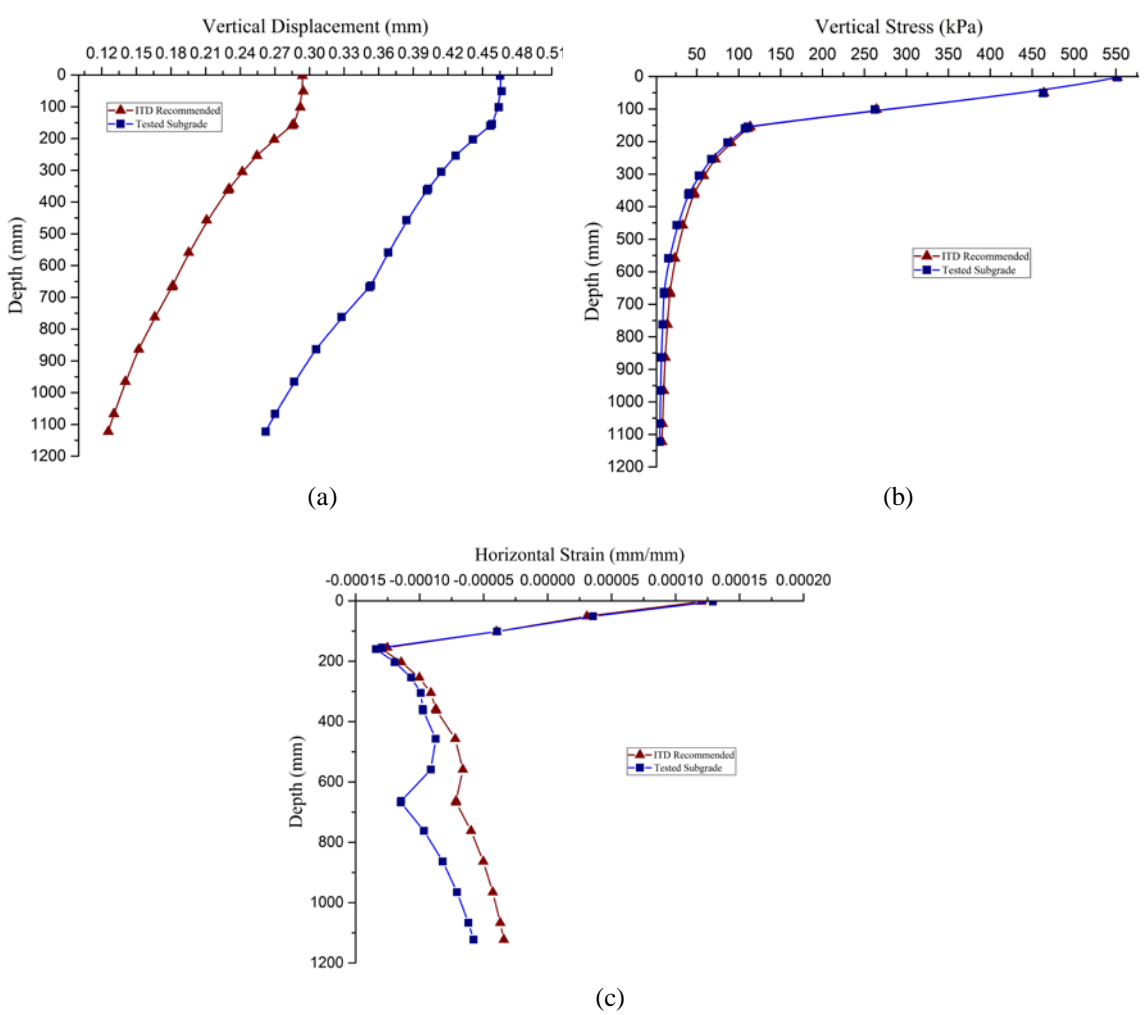 Vertical Displacement (mm)
0.12 0.15 0.18 0.21 0.24 0.27 0.30 0.33 0.36 0.39 0.42 0.45 0.48 0.51
0
100
200
300
400
500
600
700
800
900
1000
1100
1200
Depth (mm)
ITD Recommended
Tested Subgrade
(a)
Vertical Stress (kPa)
50 100 150 200 250 300 350 400 450 500 550
0
100
200
300
400
500
600
700
800
900
1000
1100
1200
Depth (mm)
ITD Recommended
Tested Subgrade
(b)
Horizontal Strain (mm/mm)
-0.00015 -0.00010 -0.00005 0.00000 0.00005 0.00010 0.00015 0.00020
0
200
400
600
800
1000
1200
Depth (mm)
ITD Recommended
Tested Subgrade
(c)